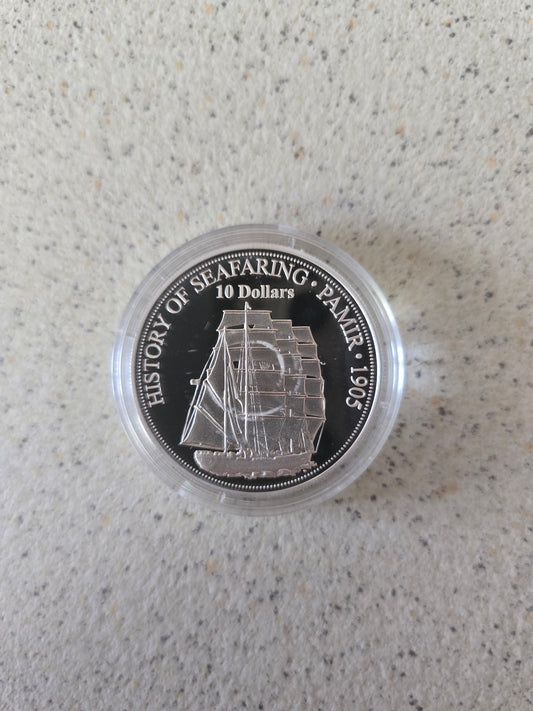 HISTORY OF SEAFARING • PAMIR • 1905
10 Dollars